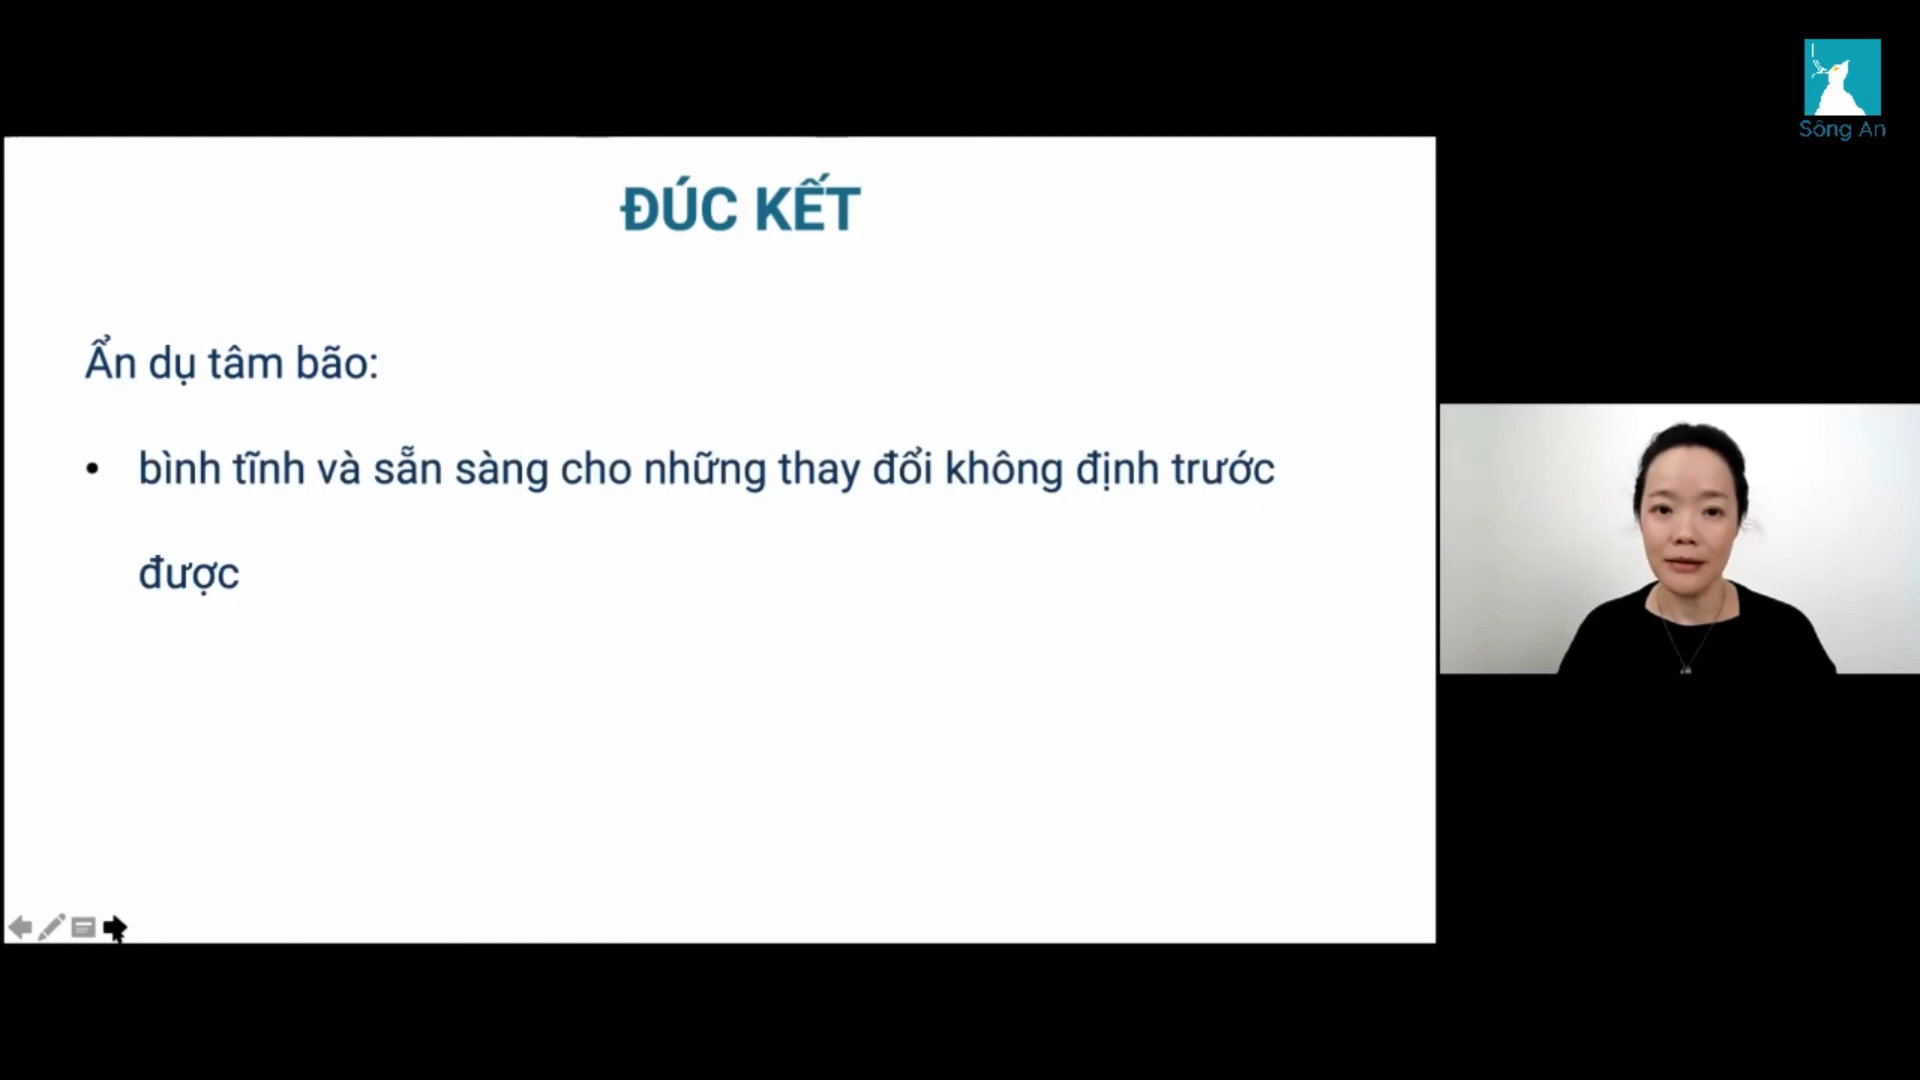 Sông An
ĐÚC KẾT
Ẩn dụ tâm bão:
• bình tĩnh và sẵn sàng cho những thay đổi không định trước
được